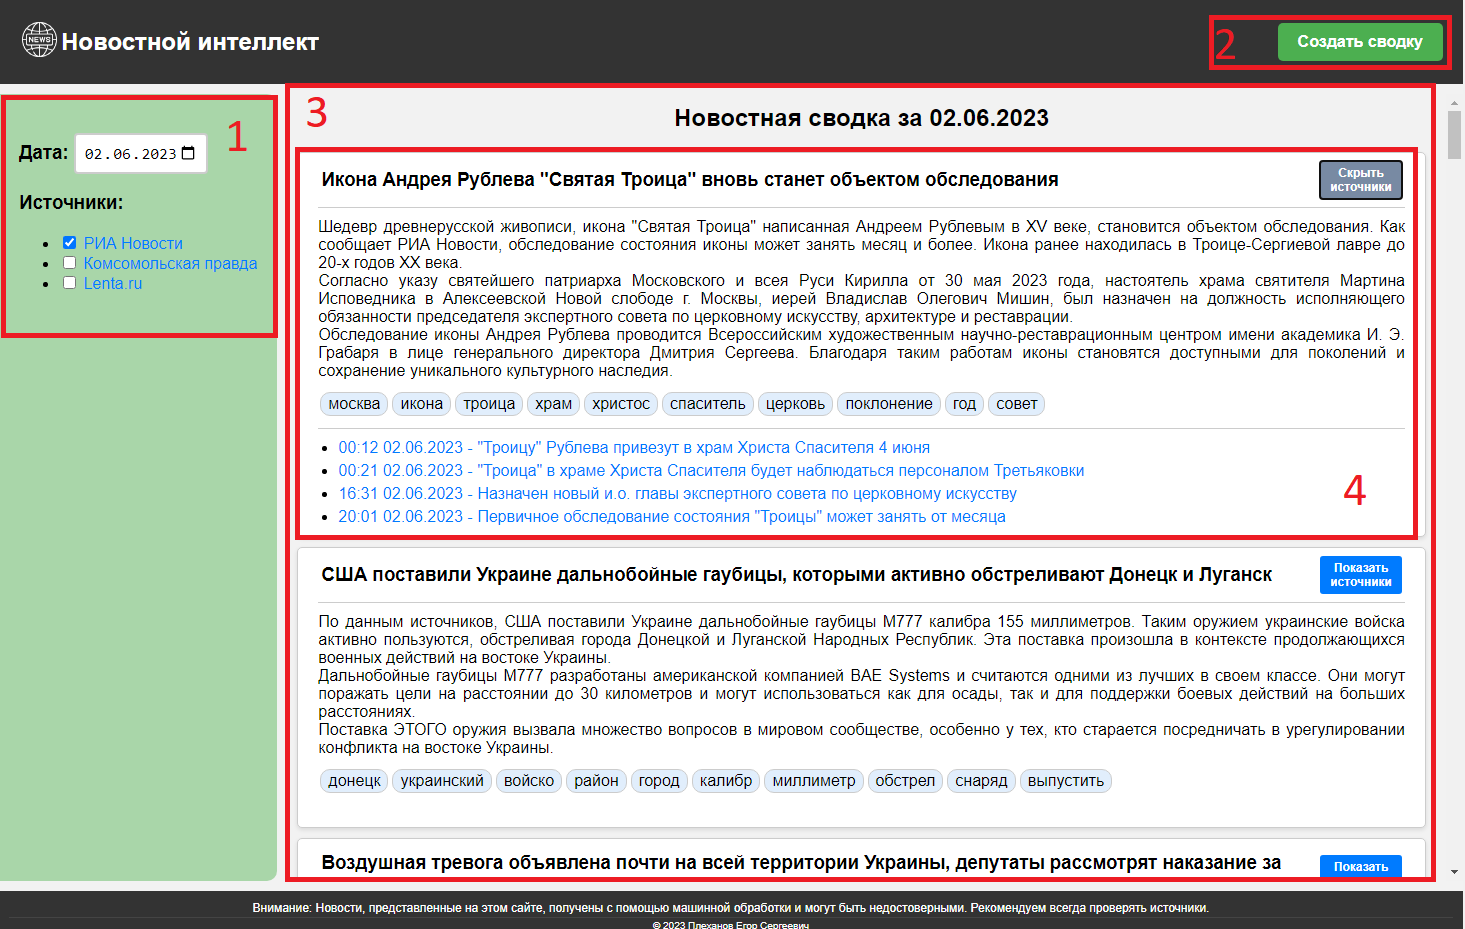 NEWS
Новостной интеллект
2
Создать сводку
1
Дата: 02.06.2023
Источники:
РИА Новости
Комсомольская правда
Lenta.ru
3
Новостная сводка за 02.06.2023
Икона Андрея Рублева "Святая Троица" вновь станет объектом обследования
Скрыть
источники
Шедевр древнерусской живописи, икона "Святая Троица" написанная Андреем Рублевым в XV веке, становится объектом обследования. Как
сообщает РИА Новости, обследование состояния иконы может занять месяц и более. Икона ранее находилась в Троице-Сергиевой лавре до
20-х годов XX века.
Согласно указу святейшего патриарха Московского и всея Руси Кирилла от 30 мая 2023 года, настоятель храма святителя Мартина
Исповедника в Алексеевской Новой слободе г. Москвы, иерей Владислав Олегович Мишин, был назначен на должность исполняющего
обязанности председателя экспертного совета по церковному искусству, архитектуре и реставрации.
Обследование иконы Андрея Рублева проводится Всероссийским художественным научно-реставрационным центром имени академика И. Э.
Грабаря в лице генерального директора Дмитрия Сергеева. Благодаря таким работам иконы становятся доступными для поколений и
сохранение уникального культурного наследия.
москва икона троица храм христос спаситель церковь поклонение год совет
00:12 02.06.2023 - "Троицу" Рублева привезут в храм Христа Спасителя 4 июня
00:21 02.06.2023 - "Троица" в храме Христа Спасителя будет наблюдаться персоналом Третьяковки
16:31 02.06.2023 - Назначен новый и.о. главы экспертного совета по церковному искусству
20:01 02.06.2023 - Первичное обследование состояния "Троицы" может занять от месяца
4
США поставили Украине дальнобойные гаубицы, которыми активно обстреливают Донецк и Луганск
Показать
источники
По данным источников, США поставили Украине дальнобойные гаубицы М777 калибра 155 миллиметров. Таким оружием украинские войска
активно пользуются, обстреливая города Донецкой и Луганской Народных Республик. Эта поставка произошла в контексте продолжающихся
военных действий на востоке Украины.
Дальнобойные гаубицы М777 разработаны американской компанией BAE Systems и считаются одними из лучших в своем классе. Они могут
поражать цели на расстоянии до 30 километров и могут использоваться как для осады, так и для поддержки боевых действий на больших
расстояниях.
Поставка ЭТОГО оружия вызвала множество вопросов в мировом сообществе, особенно у тех, кто старается посредничать в урегулировании
конфликта на востоке Украины.
донецк украинский войско район город калибр миллиметр обстрел снаряд выпустить
Воздушная тревога объявлена почти на всей территории Украины, депутаты рассмотрят наказание за
Показать
Внимание: Новости, представленные на этом сайте, получены с помощью машинной обработки и могут быть недостоверными. Рекомендуем всегда проверять источники.
© 2023 Плеханов Егор Сергеевич